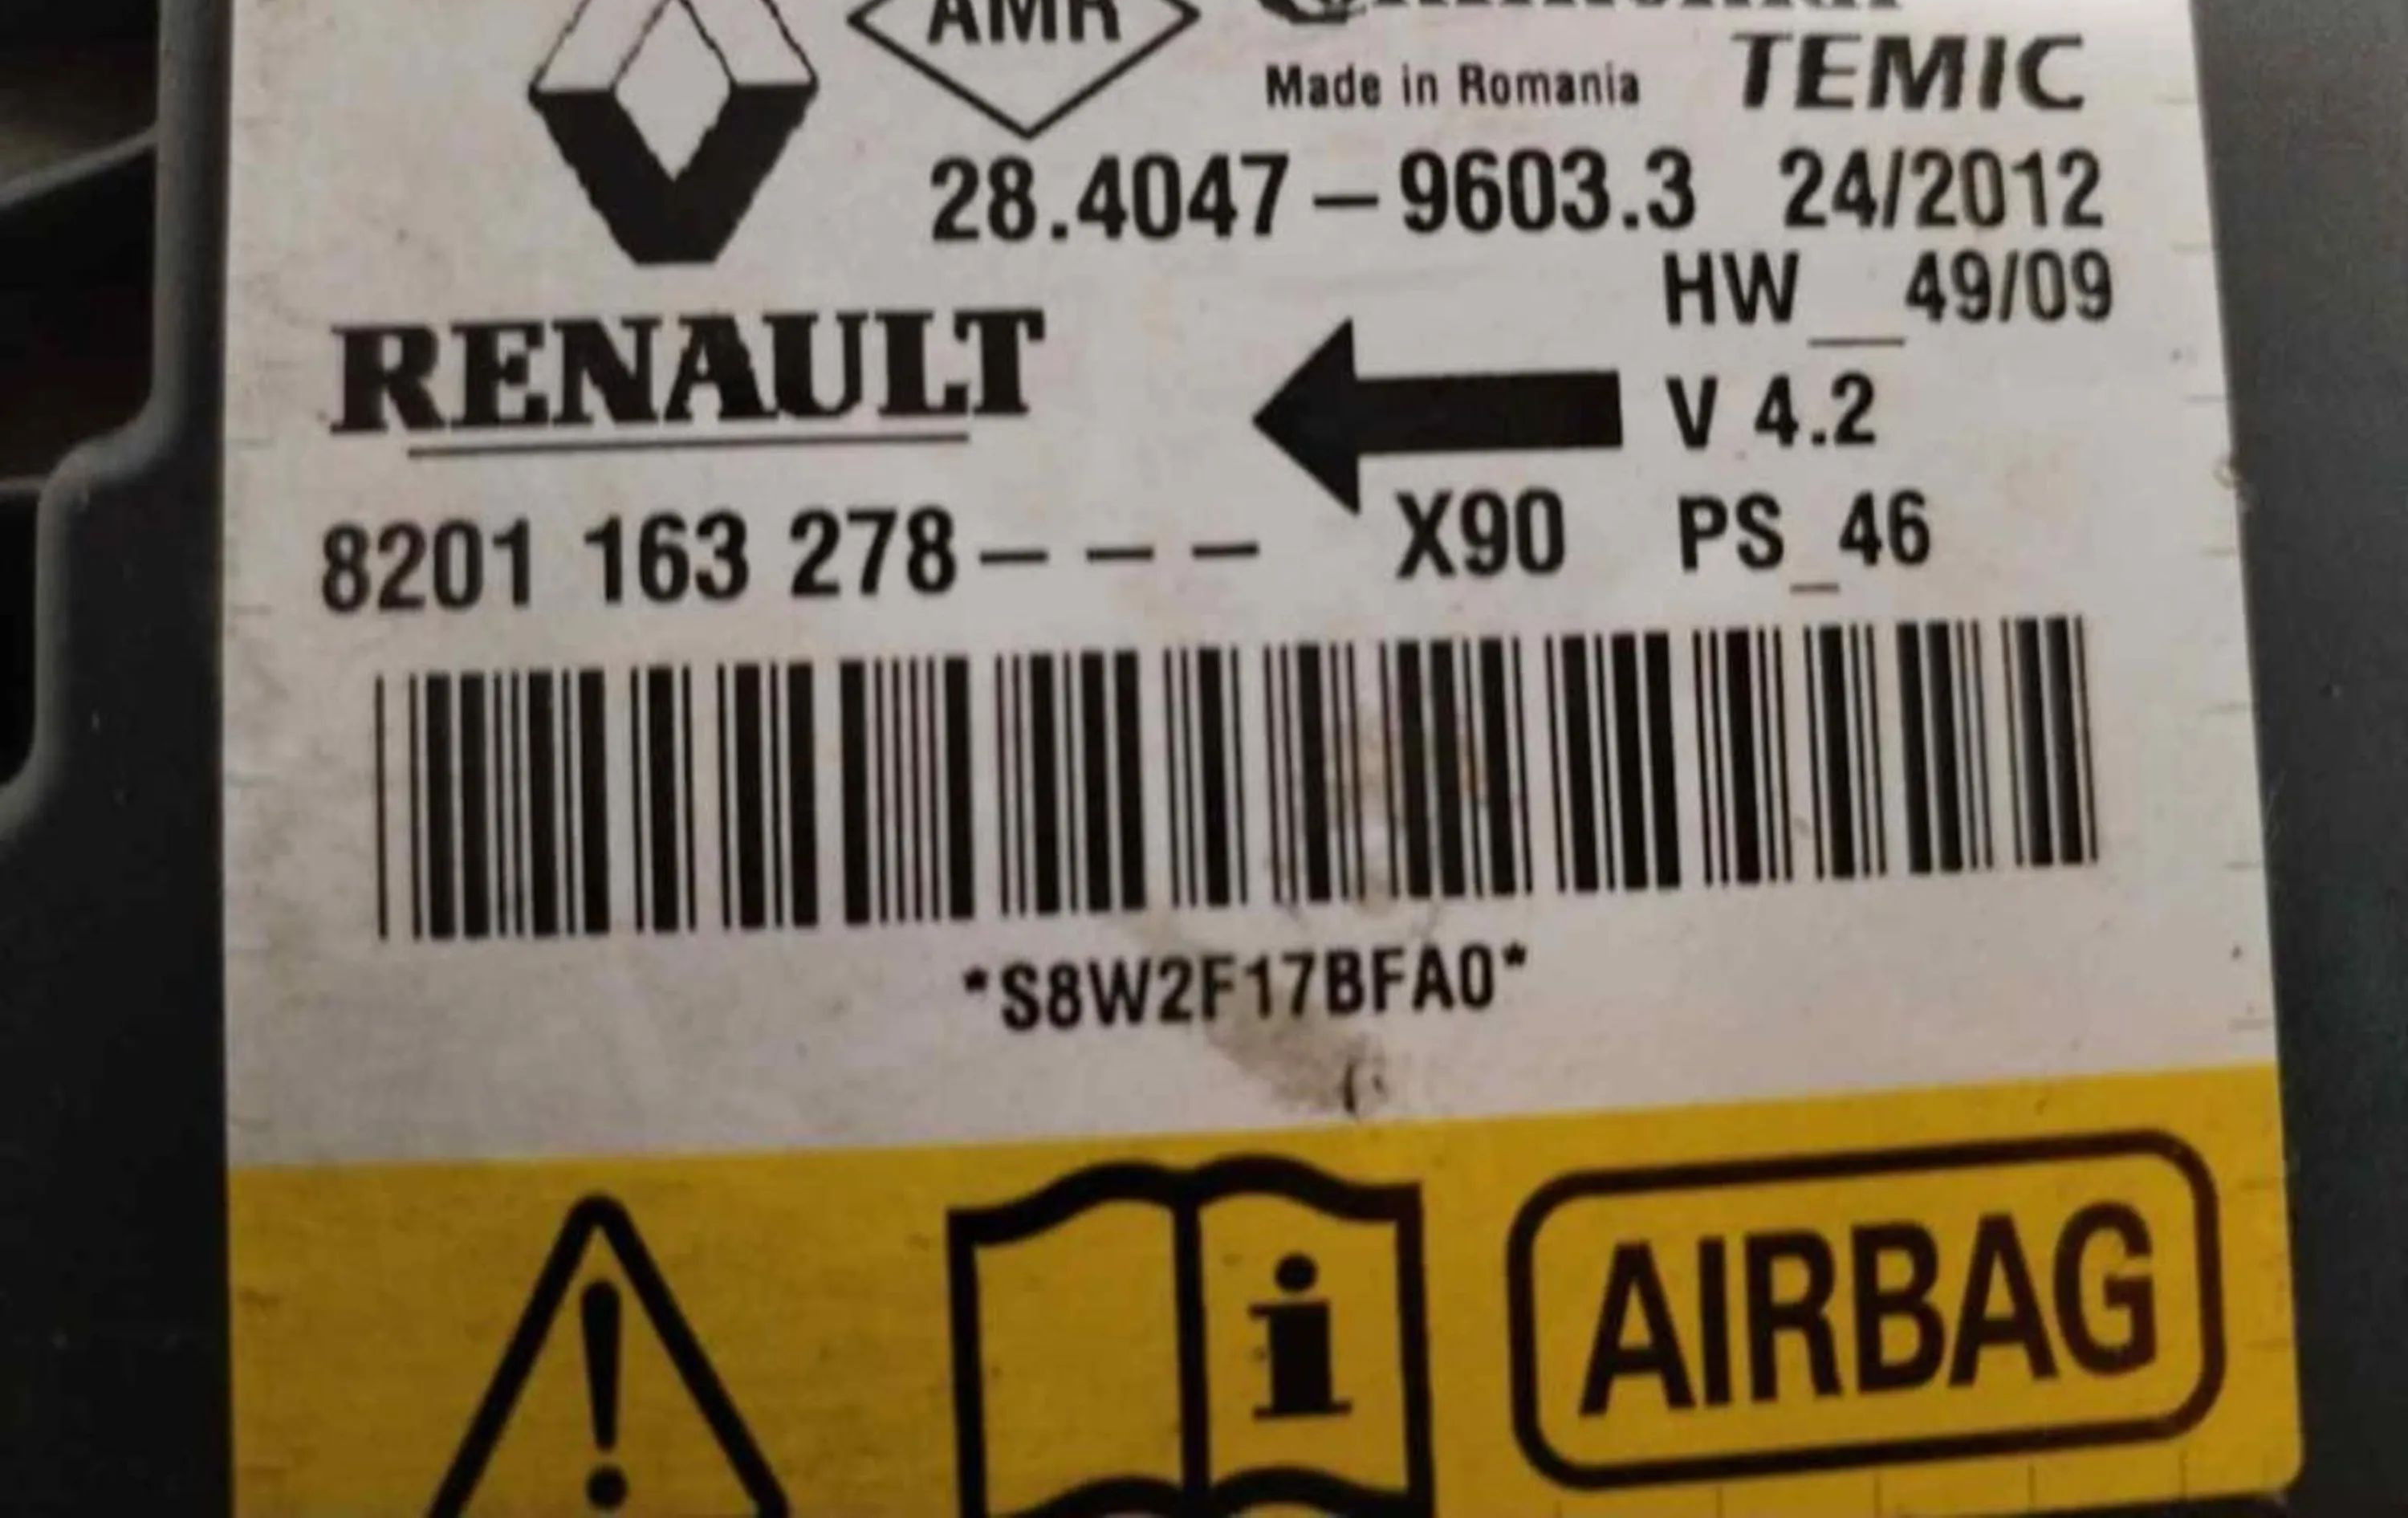 AMR
Made in Romania TEMIC
28.4047-9603.3 24/2012
HW__49/09
RENAULT
V 4.2
8201 163 278--- X90 PS_46
*S8W2F17BFA0*
i
AIRBAG